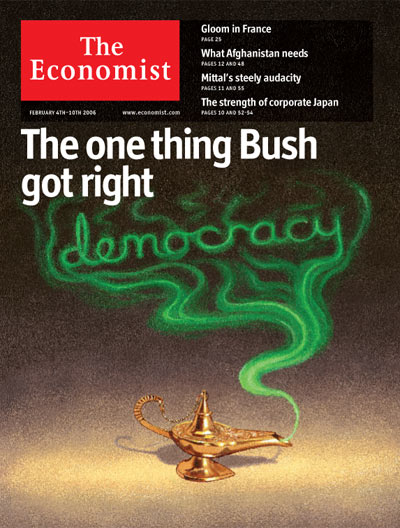 The
Economist
FEBRUARY 4TH–10TH 2006
www.economist.com
Gloom in France
PAGE 25
What Afghanistan needs
PAGES 12 AND 48
Mittal's steely audacity
PAGES 11 AND 55
The strength of corporate Japan
PAGES 10 AND 52-54
The one thing Bush
got right
democracy